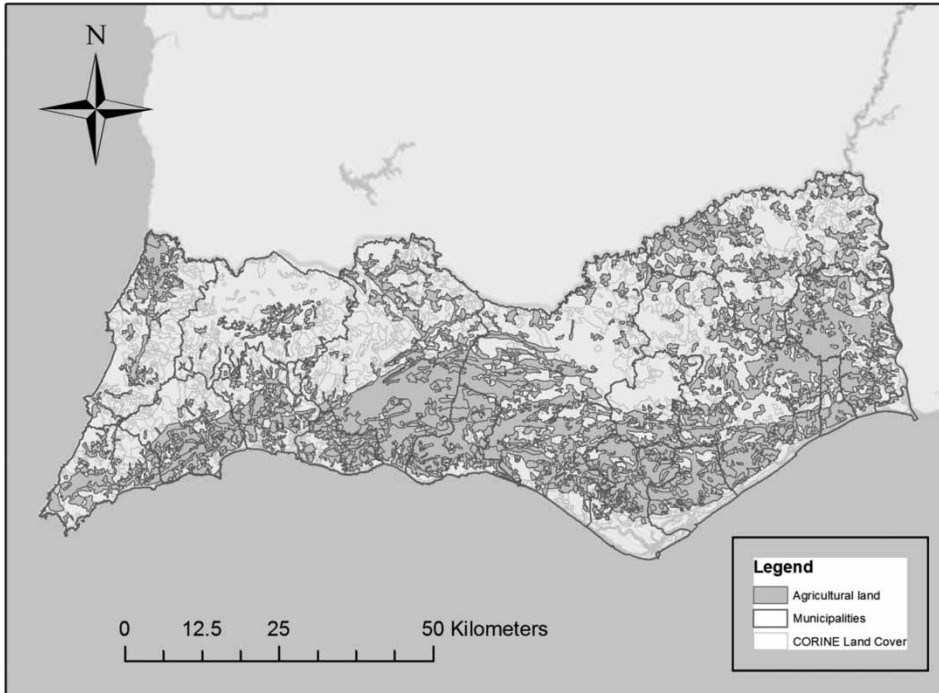 N
Legend
Agricultural land
Municipalities
CORINE Land Cover
0 12.5 25 50 Kilometers